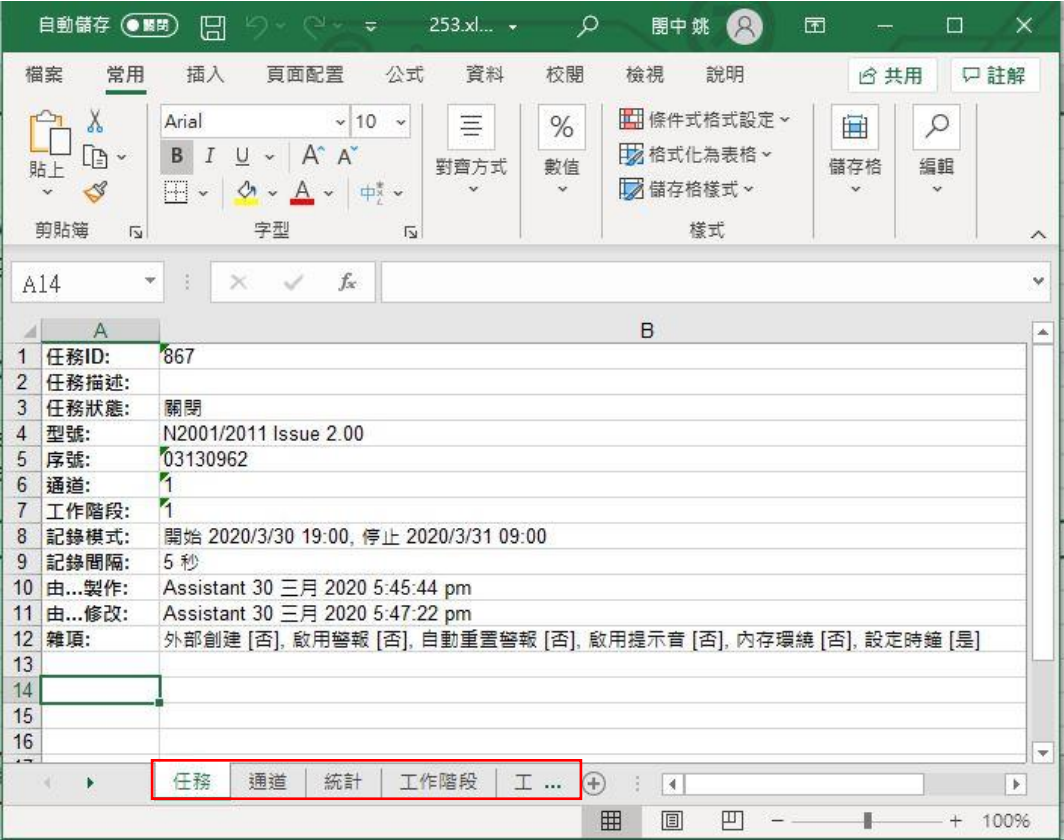 自動儲存 關閉 253.xl... 閔中 姚
檔案 常用 插入 頁面配置 公式 資料 校閱 檢視 說明 共用 註解
貼上 剪貼簿
Arial 10
B I U A A
A
字型
對齊方式
% 數值
條件式格式設定
格式化為表格
儲存格樣式
樣式
儲存格
編輯
A14 fx
A B
1 任務ID: 867
2 任務描述:
3 任務狀態: 關閉
4 型號: N2001/2011 Issue 2.00
5 序號: 03130962
6 通道: 1
7 工作階段: 1
8 記錄模式: 開始 2020/3/30 19:00, 停止 2020/3/31 09:00
9 記錄間隔: 5 秒
10 由...製作: Assistant 30 三月 2020 5:45:44 pm
11 由...修改: Assistant 30 三月 2020 5:47:22 pm
12 雜項: 外部創建 [否], 啟用警報 [否], 自動重置警報 [否], 啟用提示音 [否], 內存環繞 [否], 設定時鐘 [是]
13
14
15
16
任務 通道 統計 工作階段 工 ...
100%